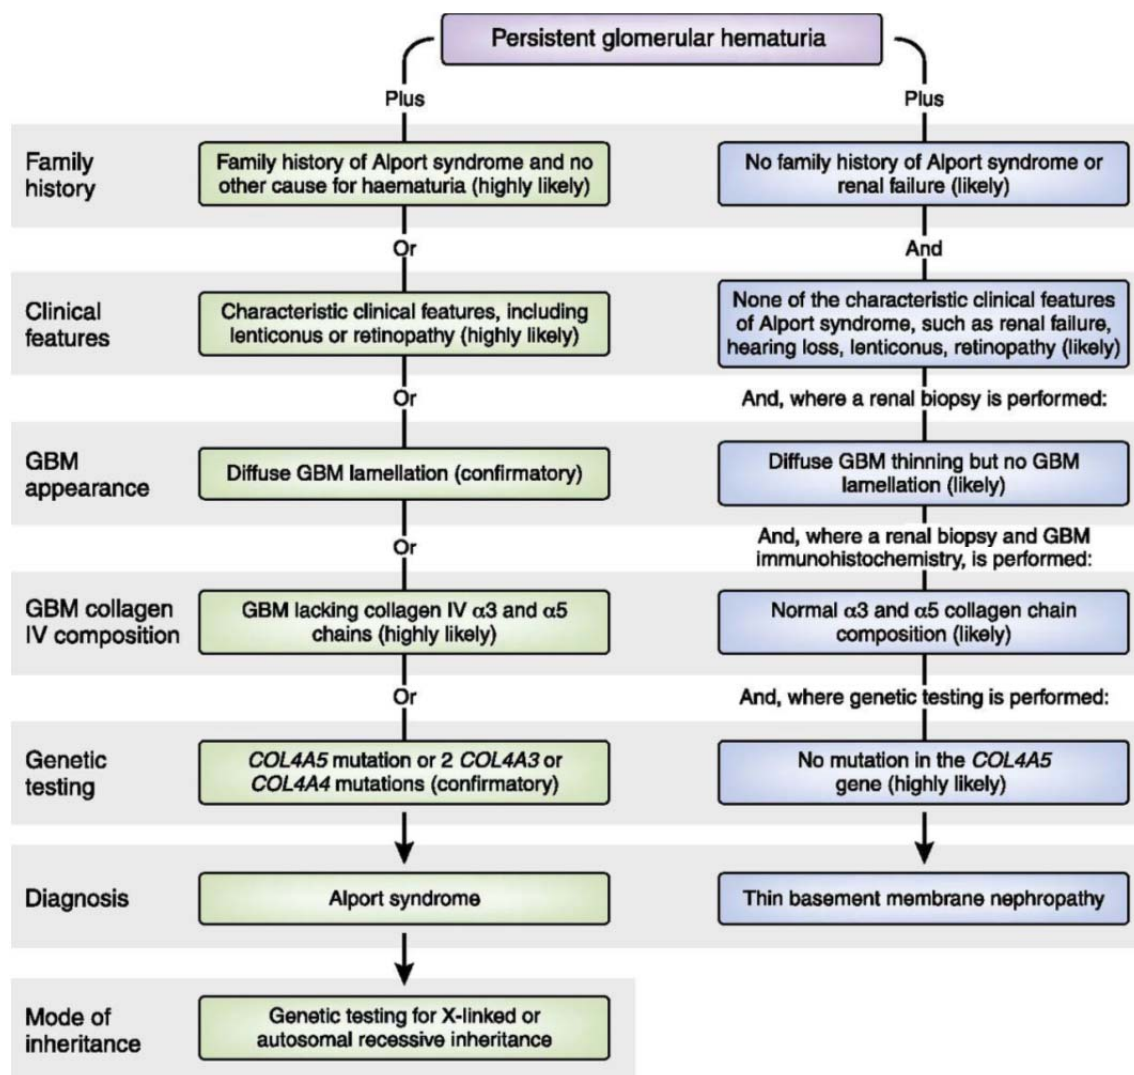 Persistent glomerular hematuria
Plus
Plus
Family
history
Family history of Alport syndrome and no
other cause for haematuria (highly likely)
No family history of Alport syndrome or
renal failure (likely)
Or
And
Clinical
features
Characteristic clinical features, including
lenticonus or retinopathy (highly likely)
None of the characteristic clinical features
of Alport syndrome, such as renal failure,
hearing loss, lenticonus, retinopathy (likely)
Or
And, where a renal biopsy is performed:
GBM
appearance
Diffuse GBM lamellation (confirmatory)
Diffuse GBM thinning but no GBM
lamellation (likely)
Or
And, where a renal biopsy and GBM
immunohistochemistry, is performed:
GBM collagen
IV composition
GBM lacking collagen IV α3 and α5
chains (highly likely)
Normal α3 and α5 collagen chain
composition (likely)
Or
And, where genetic testing is performed:
Genetic
testing
COL4A5 mutation or 2 COL4A3 or
COL4A4 mutations (confirmatory)
No mutation in the COL4A5
gene (highly likely)
Diagnosis
Alport syndrome
Thin basement membrane nephropathy
Mode of
inheritance
Genetic testing for X-linked or
autosomal recessive inheritance